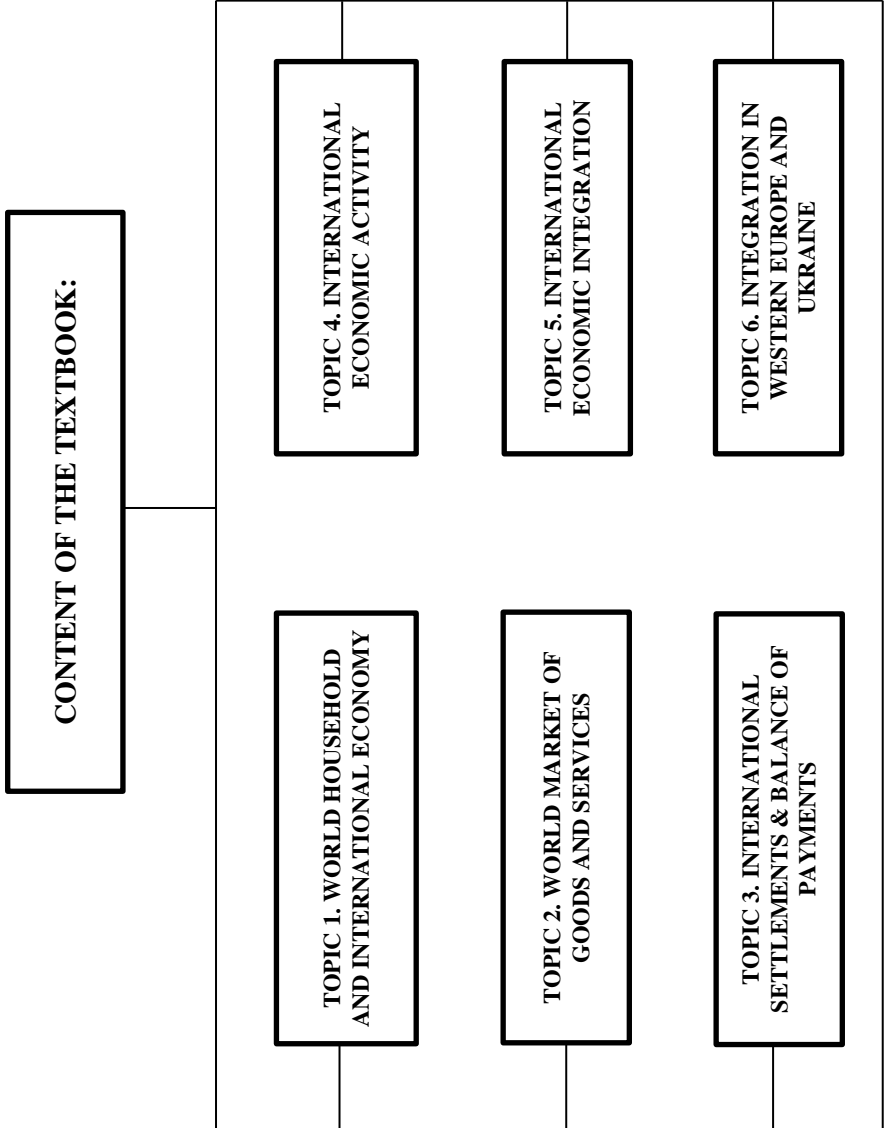 CONTENT OF THE TEXTBOOK:
TOPIC 1. WORLD HOUSEHOLD
AND INTERNATIONAL ECONOMY
TOPIC 2. WORLD MARKET OF
GOODS AND SERVICES
TOPIC 3. INTERNATIONAL
SETTLEMENTS & BALANCE OF
PAYMENTS
TOPIC 4. INTERNATIONAL
ECONOMIC ACTIVITY
TOPIC 5. INTERNATIONAL
ECONOMIC INTEGRATION
TOPIC 6. INTEGRATION IN
WESTERN EUROPE AND
UKRAINE